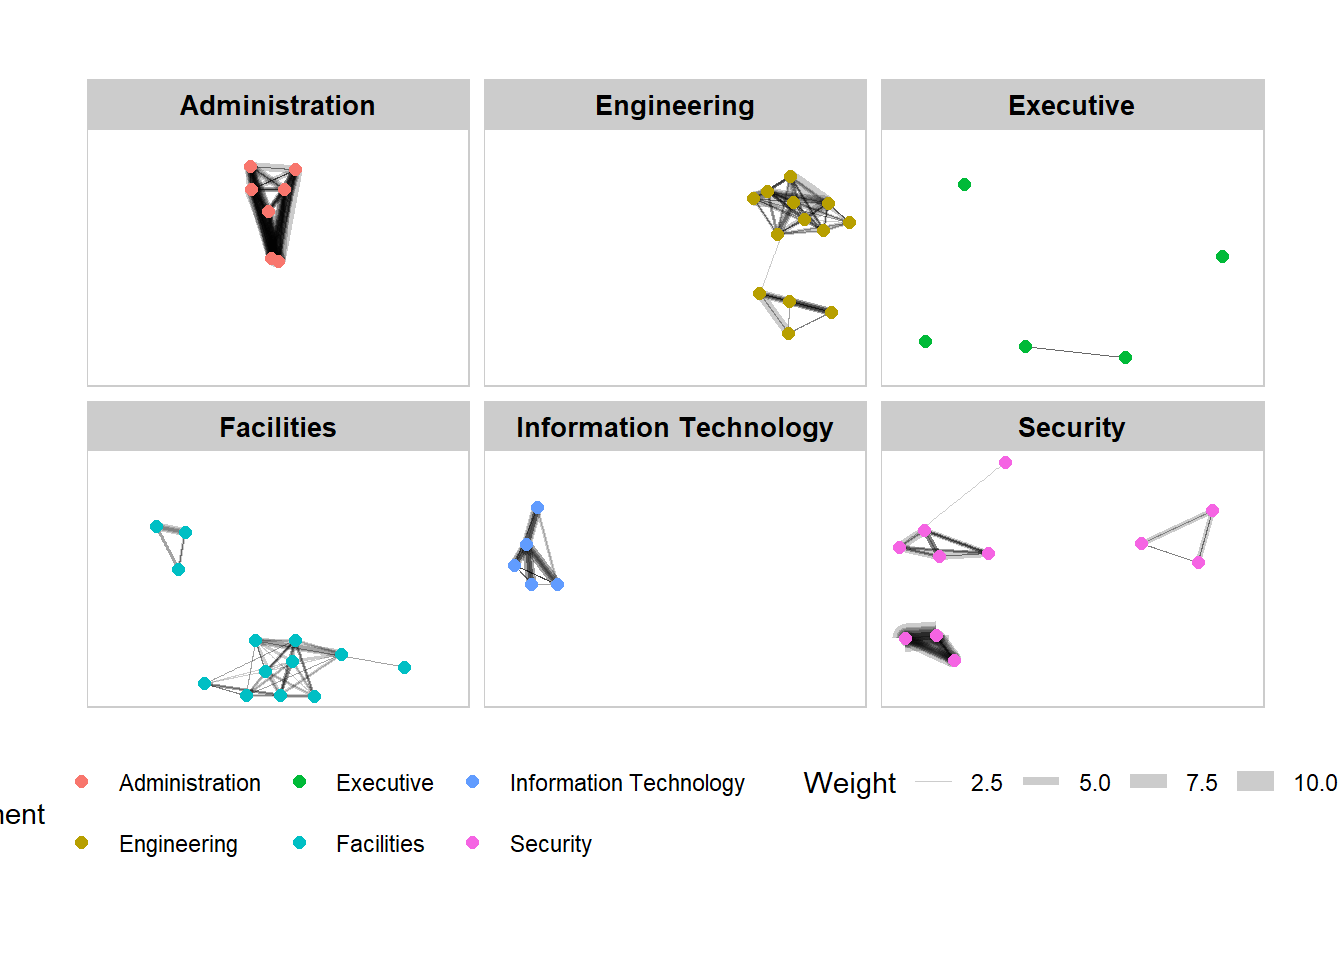 Administration Engineering Executive
Facilities Information Technology Security
Administration Executive Information Technology Weight 2.5 5.0 7.5 10.0
Engineering Facilities Security